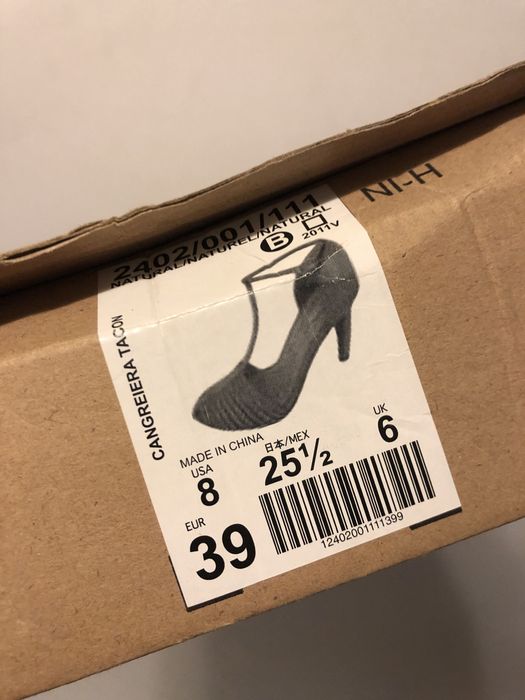 NI-H
2402/001/111
NATURAL/NATUREL/NATURAL
B
2011V
CANGREIERA TACON
MADE IN CHINA
USA
8
日本/MEX
25½
UK
6
EUR
39
12402001111399